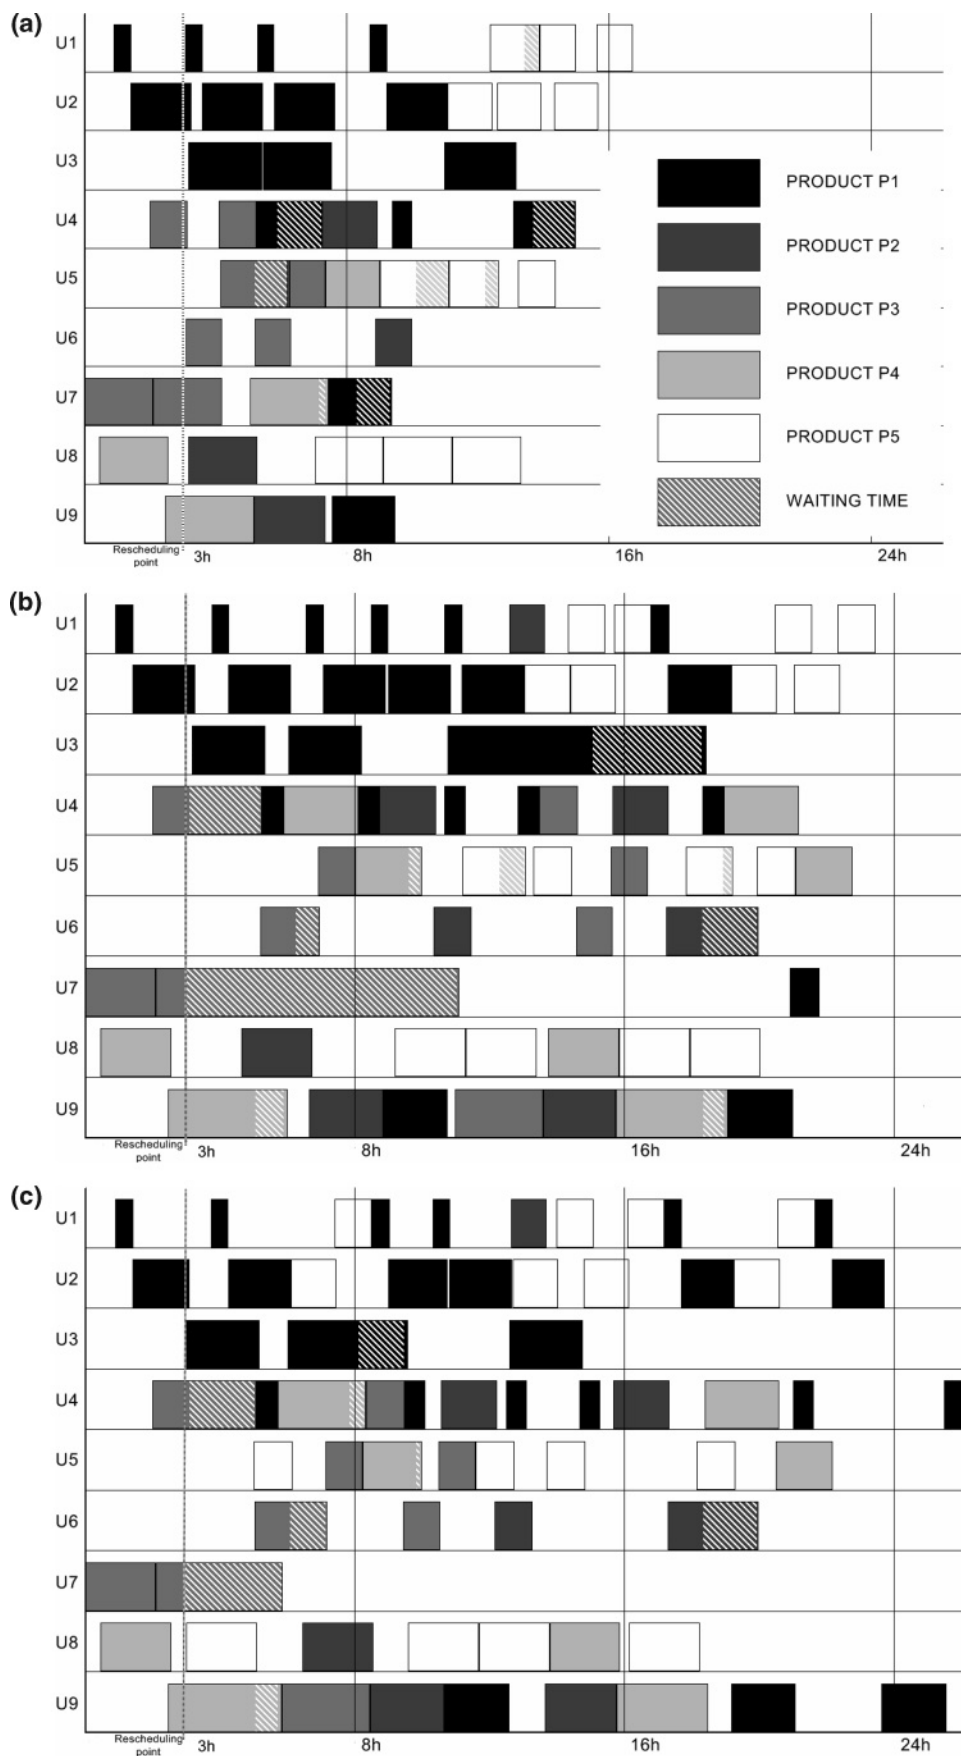 (a)
U1
U2
U3
PRODUCT P1
U4
PRODUCT P2
U5
PRODUCT P3
U6
PRODUCT P4
U7
PRODUCT P5
U8
WAITING TIME
U9
Rescheduling point 3h 8h 16h 24h
(b)
U1
U2
U3
U4
U5
U6
U7
U8
U9
Rescheduling point 3h 8h 16h 24h
(c)
U1
U2
U3
U4
U5
U6
U7
U8
U9
Rescheduling point 3h 8h 16h 24h